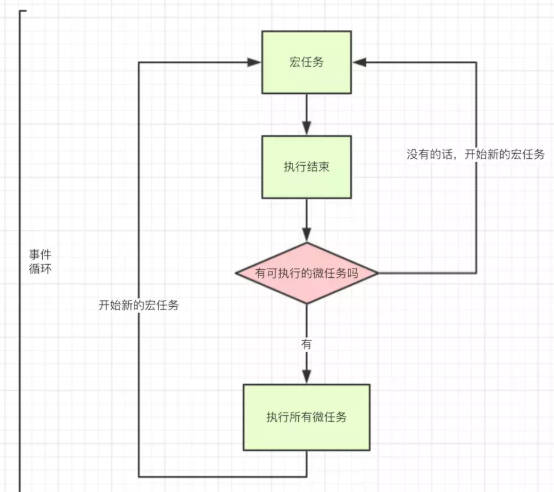 宏任务
没有的话，开始新的宏任务
执行结束
事件
循环
有可执行的微任务吗
开始新的宏任务
有
执行所有微任务